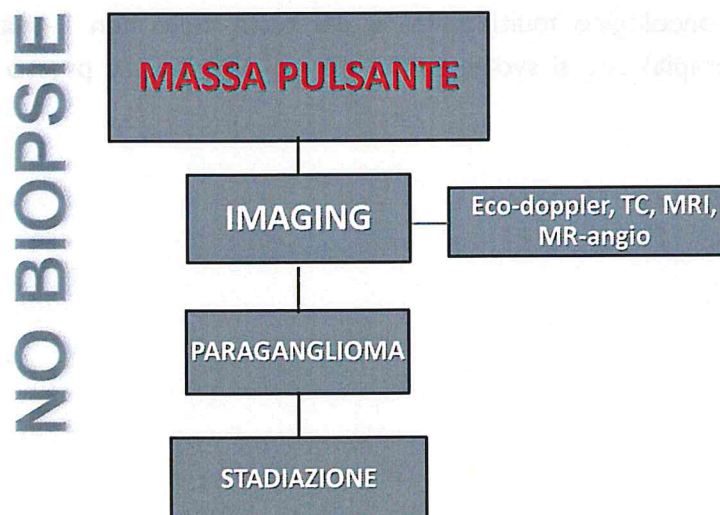 NO BIOPSIE
MASSA PULSANTE
IMAGING
Eco-doppler, TC, MRI,
MR-angio
PARAGANGLIOMA
STADIAZIONE